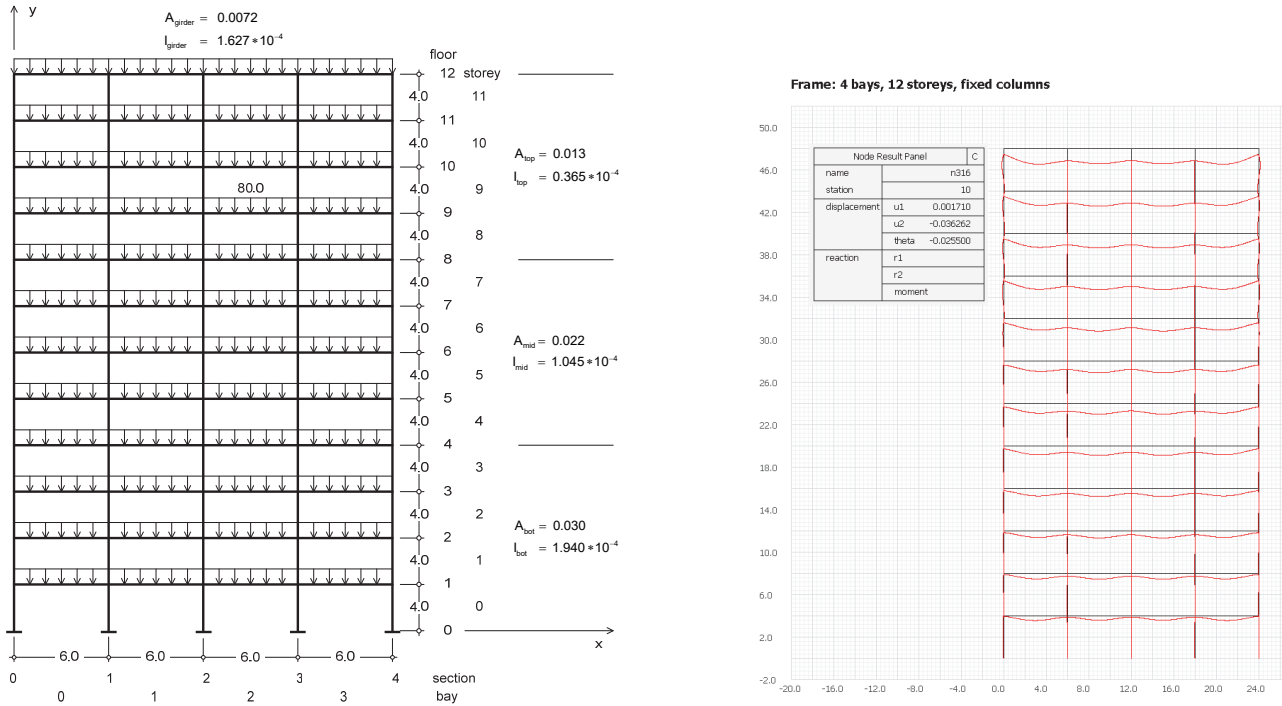 y
A girder = 0.0072
I girder = 1.627*10⁻⁴
floor
12 storey
4.0 11
11
4.0 10
10
A top = 0.013
I top = 0.365*10⁻⁴
80.0
4.0 9
9
4.0 8
8
4.0 7
7
4.0 6
6
A mid = 0.022
I mid = 1.045*10⁻⁴
4.0 5
5
4.0 4
4
4.0 3
3
4.0 2
2
A bot = 0.030
I bot = 1.940*10⁻⁴
4.0 1
1
4.0 0
0
x
6.0 6.0 6.0 6.0
0 1 2 3 4 section
0 1 2 3 bay
Frame: 4 bays, 12 storeys, fixed columns
Node Result Panel C
name n316
station 10
displacement u1 0.001710
u2 -0.036262
theta -0.025500
reaction r1
r2
moment
50.0
46.0
42.0
38.0
34.0
30.0
26.0
22.0
18.0
14.0
10.0
6.0
2.0
-2.0
-20.0 -16.0 -12.0 -8.0 -4.0 0.0 4.0 8.0 12.0 16.0 20.0 24.0